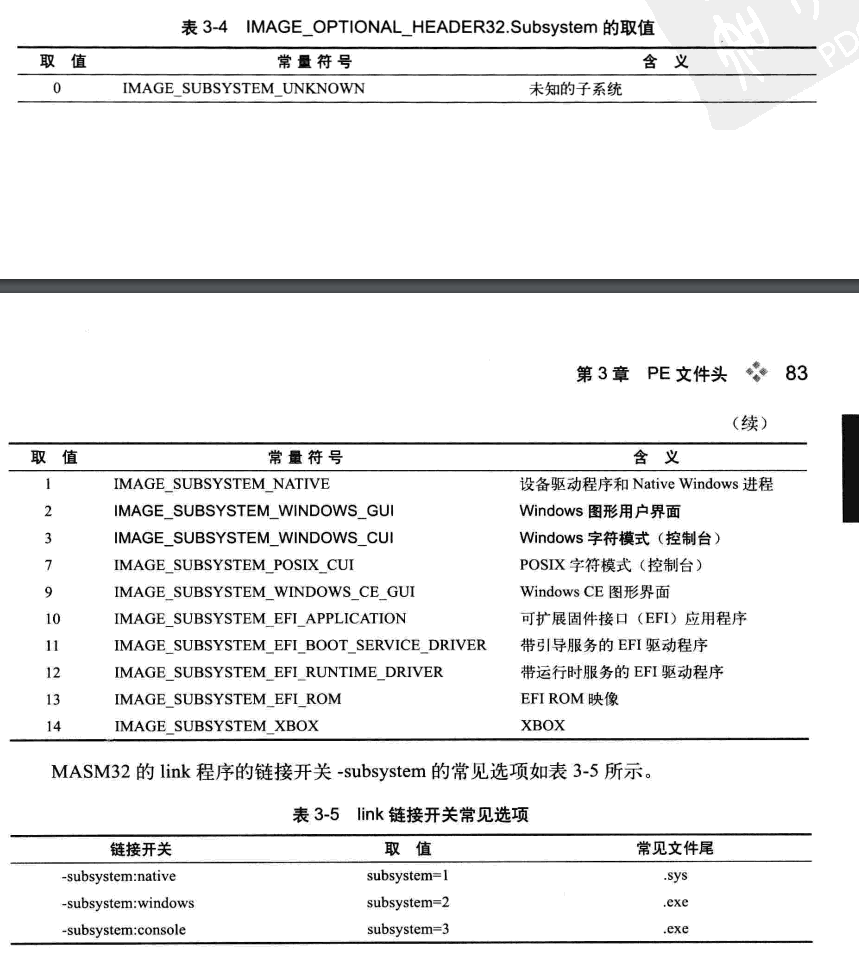 表 3-4 IMAGE_OPTIONAL_HEADER32.Subsystem 的取值
取 值 常量符号 含 义
0 IMAGE_SUBSYSTEM_UNKNOWN 未知的子系统
第 3 章 PE 文件头 83
（续）
取 值 常量符号 含 义
1 IMAGE_SUBSYSTEM_NATIVE 设备驱动程序和 Native Windows 进程
2 IMAGE_SUBSYSTEM_WINDOWS_GUI Windows 图形用户界面
3 IMAGE_SUBSYSTEM_WINDOWS_CUI Windows 字符模式（控制台）
7 IMAGE_SUBSYSTEM_POSIX_CUI POSIX 字符模式（控制台）
9 IMAGE_SUBSYSTEM_WINDOWS_CE_GUI Windows CE 图形界面
10 IMAGE_SUBSYSTEM_EFI_APPLICATION 可扩展固件接口（EFI）应用程序
11 IMAGE_SUBSYSTEM_EFI_BOOT_SERVICE_DRIVER 带引导服务的 EFI 驱动程序
12 IMAGE_SUBSYSTEM_EFI_RUNTIME_DRIVER 带运行时服务的 EFI 驱动程序
13 IMAGE_SUBSYSTEM_EFI_ROM EFI ROM 映像
14 IMAGE_SUBSYSTEM_XBOX XBOX
MASM32 的 link 程序的链接开关 -subsystem 的常见选项如表 3-5 所示。
表 3-5 link 链接开关常见选项
链接开关 取 值 常见文件尾
-subsystem:native subsystem=1 .sys
-subsystem:windows subsystem=2 .exe
-subsystem:console subsystem=3 .exe